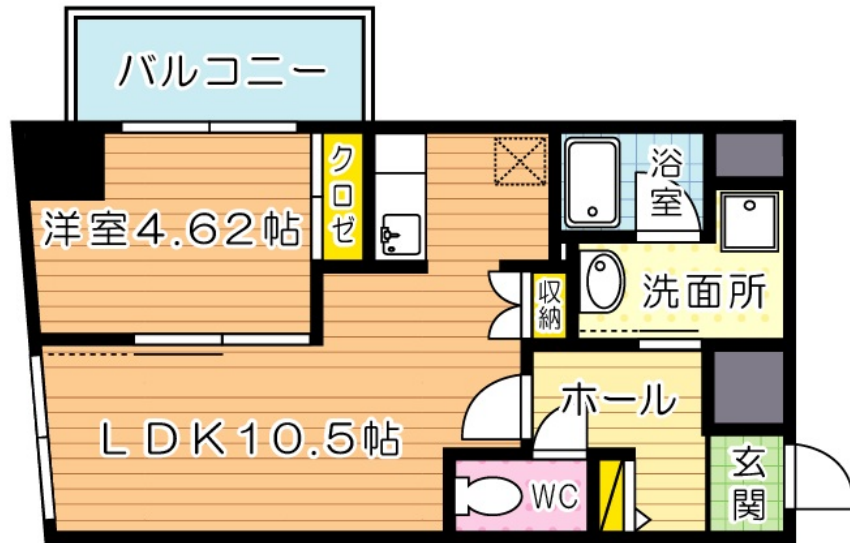 バルコニー
クロゼ
浴室
洋室4.62帖
洗面所
収納
ホール
LDK10.5帖
WC
玄関